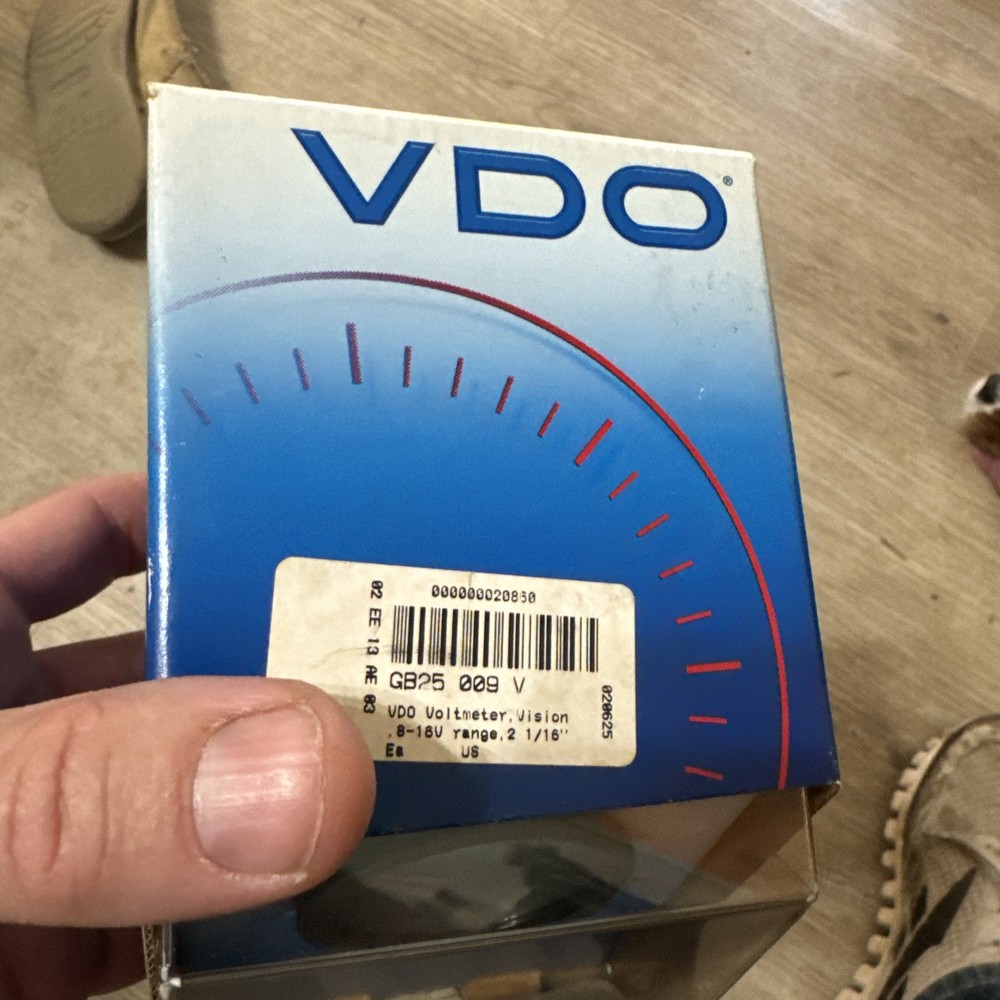 VDO®
000000020850
02 EE 13 AE 03
GB25 009 V
VDO Voltmeter,Vision
,8-16V range,2 1/16''
Ea US
020625